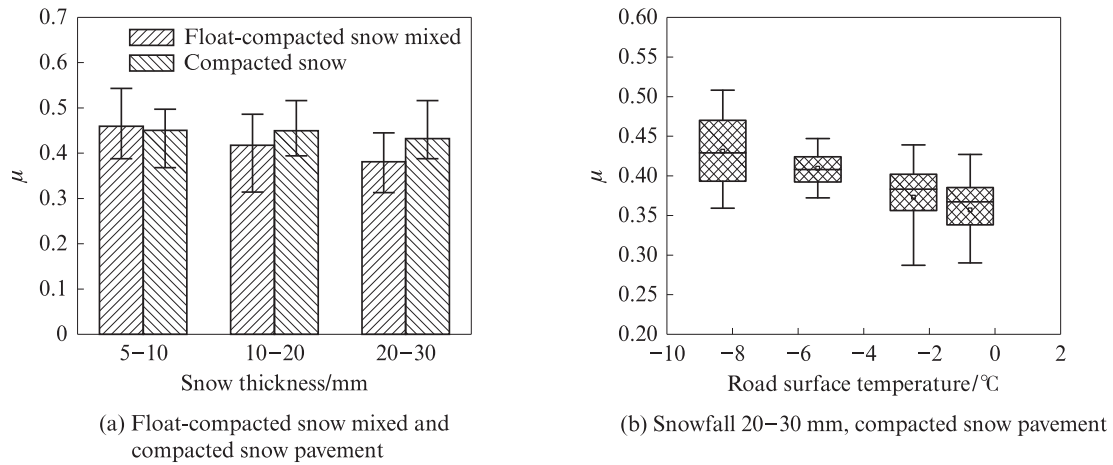 0.7
0.6
0.5
0.4
0.3
0.2
0.1
0
μ
Float-compacted snow mixed
Compacted snow
5−10
10−20
20−30
Snow thickness/mm
(a) Float-compacted snow mixed and
compacted snow pavement
0.60
0.50
0.45
0.40
0.35
0.30
0.25
0.20
μ
−10
−8
−6
−4
−2
0
2
Road surface temperature/℃
(b) Snowfall 20−30 mm, compacted snow pavement